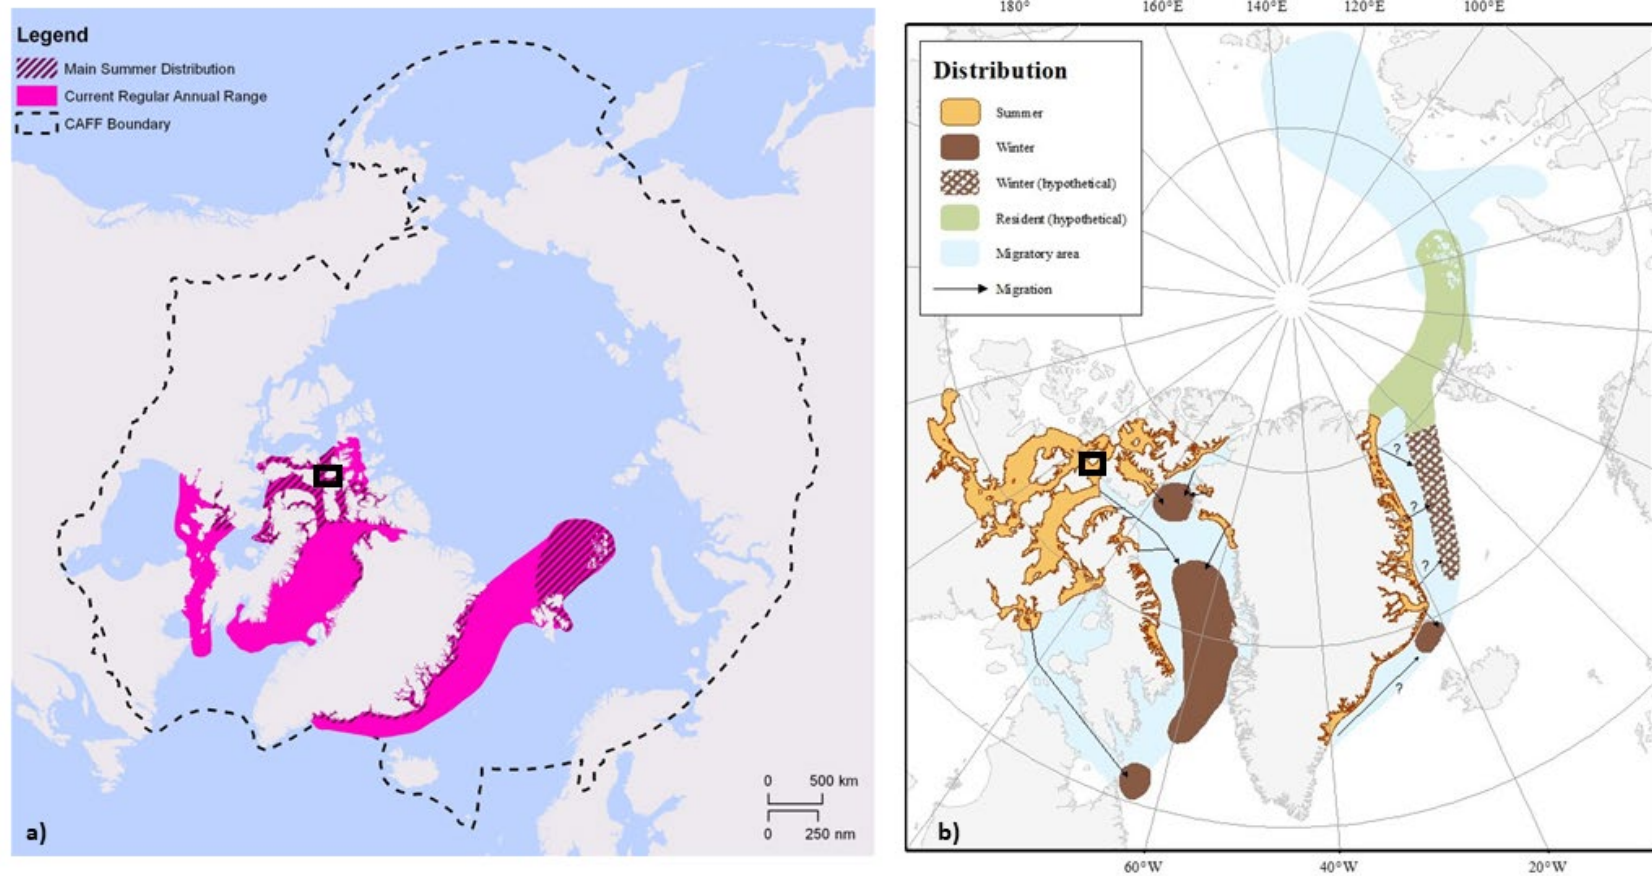 Legend
Main Summer Distribution
Current Regular Annual Range
CAFF Boundary
0 500 km
0 250 nm
a)
180° 160°E 140°E 120°E 100°E
Distribution
Summer
Winter
Winter (hypothetical)
Resident (hypothetical)
Migratory area
Migration
?
?
?
?
b)
60°W 40°W 20°W